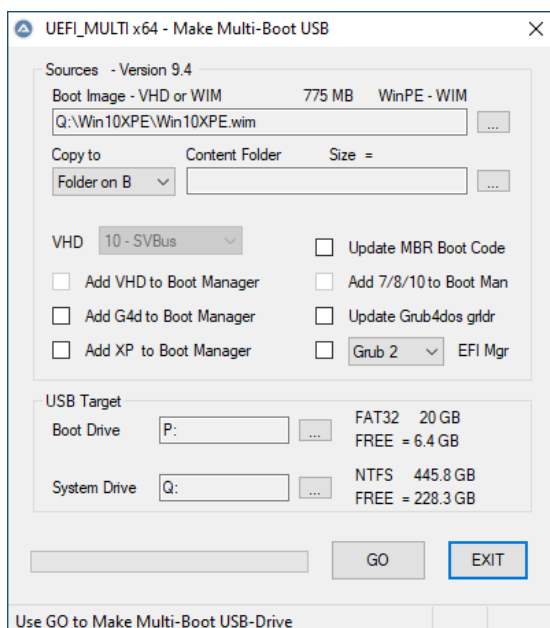 UEFI_MULTI x64 - Make Multi-Boot USB
Sources - Version 9.4
Boot Image - VHD or WIM 775 MB WinPE - WIM
Q:\Win10XPE\Win10XPE.wim ...
Copy to Content Folder Size =
Folder on B ...
VHD 10 - SVBus Update MBR Boot Code
Add VHD to Boot Manager Add 7/8/10 to Boot Man
Add G4d to Boot Manager Update Grub4dos grldr
Add XP to Boot Manager Grub 2 EFI Mgr
USB Target
Boot Drive P: ... FAT32 20 GB
FREE = 6.4 GB
System Drive Q: ... NTFS 445.8 GB
FREE = 228.3 GB
GO EXIT
Use GO to Make Multi-Boot USB-Drive